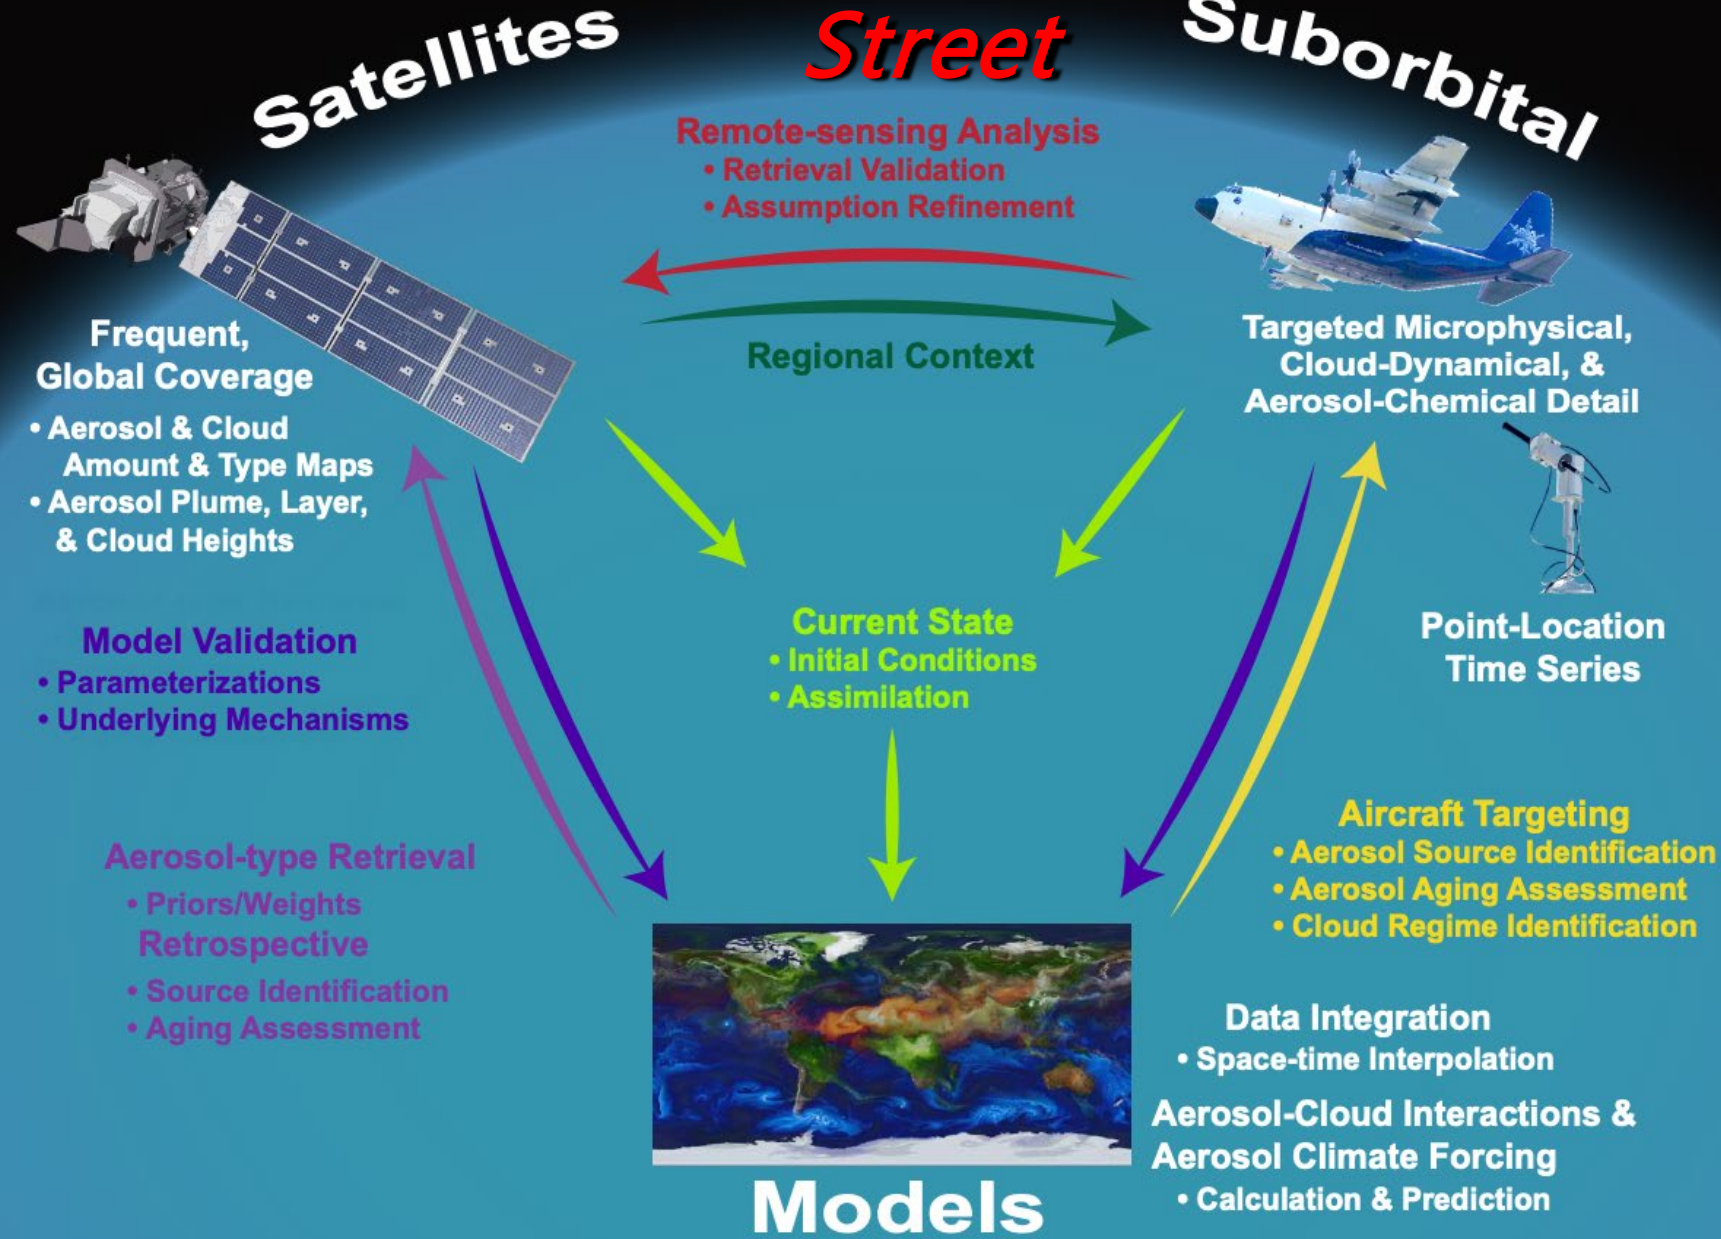 Satellites
Street
Suborbital
Remote-sensing Analysis
• Retrieval Validation
• Assumption Refinement
Regional Context
Frequent,
Global Coverage
• Aerosol & Cloud
Amount & Type Maps
• Aerosol Plume, Layer,
& Cloud Heights
Targeted Microphysical,
Cloud-Dynamical, &
Aerosol-Chemical Detail
Point-Location
Time Series
Model Validation
• Parameterizations
• Underlying Mechanisms
Current State
• Initial Conditions
• Assimilation
Aerosol-type Retrieval
• Priors/Weights
Retrospective
• Source Identification
• Aging Assessment
Aircraft Targeting
• Aerosol Source Identification
• Aerosol Aging Assessment
• Cloud Regime Identification
Data Integration
• Space-time Interpolation
Aerosol-Cloud Interactions &
Aerosol Climate Forcing
• Calculation & Prediction
Models